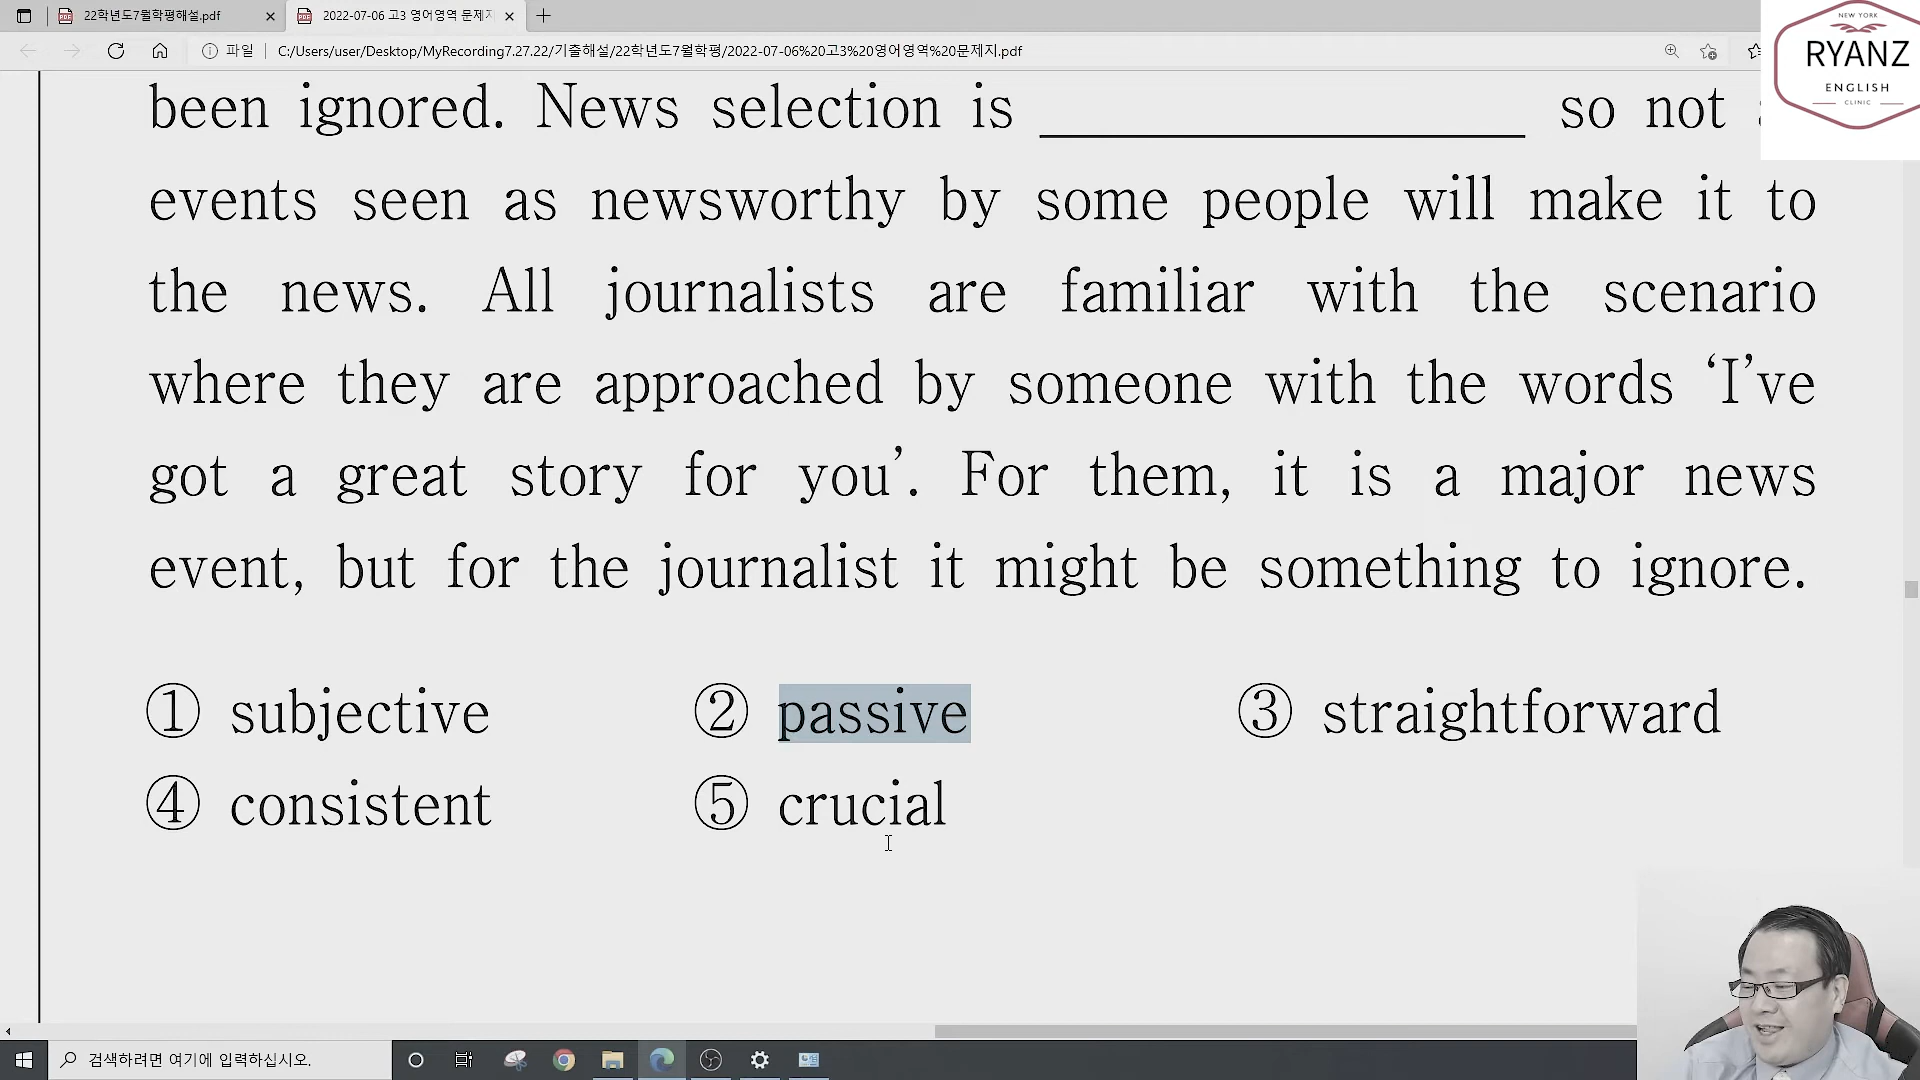 22학년도7월학평해설.pdf
2022-07-06 고3 영어영역 문제지
파일
C:/Users/user/Desktop/MyRecording7.27.22/기출해설/22학년도7월학평/2022-07-06%20고3%20영어영역%20문제지.pdf
NEW YORK
RYANZ
ENGLISH
CLINIC
been ignored. News selection is ____________ so not
events seen as newsworthy by some people will make it to
the news. All journalists are familiar with the scenario
where they are approached by someone with the words ‘I’ve
got a great story for you’. For them, it is a major news
event, but for the journalist it might be something to ignore.
① subjective ② passive ③ straightforward
④ consistent ⑤ crucial
검색하려면 여기에 입력하십시오.